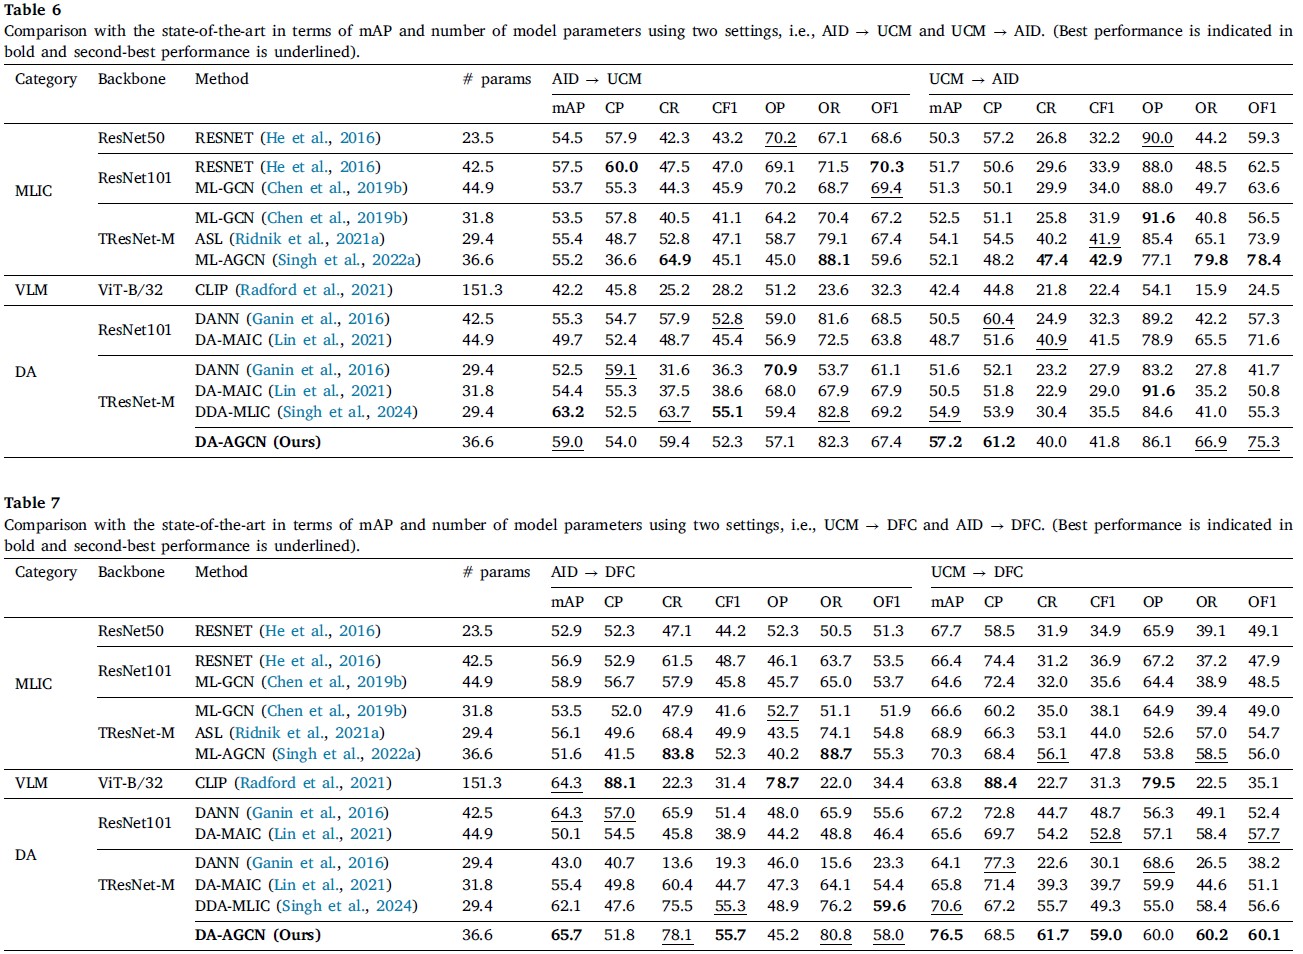 Table 6
Comparison with the state-of-the-art in terms of mAP and number of model parameters using two settings, i.e., AID → UCM and UCM → AID. (Best performance is indicated in
bold and second-best performance is underlined).
Category Backbone Method # params AID → UCM UCM → AID
mAP CP CR CF1 OP OR OF1 mAP CP CR CF1 OP OR OF1
ResNet50 RESNET (He et al., 2016) 23.5 54.5 57.9 42.3 43.2 70.2 67.1 68.6 50.3 57.2 26.8 32.2 90.0 44.2 59.3
MLIC ResNet101 RESNET (He et al., 2016) 42.5 57.5 60.0 47.5 47.0 69.1 71.5 70.3 51.7 50.6 29.6 33.9 88.0 48.5 62.5
ML-GCN (Chen et al., 2019b) 44.9 53.7 55.3 44.3 45.9 70.2 68.7 69.4 51.3 50.1 29.9 34.0 88.0 49.7 63.6
ML-GCN (Chen et al., 2019b) 31.8 53.5 57.8 40.5 41.1 64.2 70.4 67.2 52.5 51.1 25.8 31.9 91.6 40.8 56.5
TResNet-M ASL (Ridnik et al., 2021a) 29.4 55.4 48.7 52.8 47.1 58.7 79.1 67.4 54.1 54.5 40.2 41.9 85.4 65.1 73.9
ML-AGCN (Singh et al., 2022a) 36.6 55.2 36.6 64.9 45.1 45.0 88.1 59.6 52.1 48.2 47.4 42.9 77.1 79.8 78.4
VLM ViT-B/32 CLIP (Radford et al., 2021) 151.3 42.2 45.8 25.2 28.2 51.2 23.6 32.3 42.4 44.8 21.8 22.4 54.1 15.9 24.5
ResNet101 DANN (Ganin et al., 2016) 42.5 55.3 54.7 57.9 52.8 59.0 81.6 68.5 50.5 60.4 24.9 32.3 89.2 42.2 57.3
DA-MAIC (Lin et al., 2021) 44.9 49.7 52.4 48.7 45.4 56.9 72.5 63.8 48.7 51.6 40.9 41.5 78.9 65.5 71.6
DA DANN (Ganin et al., 2016) 29.4 52.5 59.1 31.6 36.3 70.9 53.7 61.1 51.6 52.1 23.2 27.9 83.2 27.8 41.7
TResNet-M DA-MAIC (Lin et al., 2021) 31.8 54.4 55.3 37.5 38.6 68.0 67.9 67.9 50.5 51.8 22.9 29.0 91.6 35.2 50.8
DDA-MLIC (Singh et al., 2024) 29.4 63.2 52.5 63.7 55.1 59.4 82.8 69.2 54.9 53.9 30.4 35.5 84.6 41.0 55.3
DA-AGCN (Ours) 36.6 59.0 54.0 59.4 52.3 57.1 82.3 67.4 57.2 61.2 40.0 41.8 86.1 66.9 75.3
Table 7
Comparison with the state-of-the-art in terms of mAP and number of model parameters using two settings, i.e., UCM → DFC and AID → DFC. (Best performance is indicated in
bold and second-best performance is underlined).
Category Backbone Method # params AID → DFC UCM → DFC
mAP CP CR CF1 OP OR OF1 mAP CP CR CF1 OP OR OF1
ResNet50 RESNET (He et al., 2016) 23.5 52.9 52.3 47.1 44.2 52.3 50.5 51.3 67.7 58.5 31.9 34.9 65.9 39.1 49.1
MLIC ResNet101 RESNET (He et al., 2016) 42.5 56.9 52.9 61.5 48.7 46.1 63.7 53.5 66.4 74.4 31.2 36.9 67.2 37.2 47.9
ML-GCN (Chen et al., 2019b) 44.9 58.9 56.7 57.9 45.8 45.7 65.0 53.7 64.6 72.4 32.0 35.6 64.4 38.9 48.5
ML-GCN (Chen et al., 2019b) 31.8 53.5 52.0 47.9 41.6 52.7 51.1 51.9 66.6 60.2 35.0 38.1 64.9 39.4 49.0
TResNet-M ASL (Ridnik et al., 2021a) 29.4 56.1 49.6 68.4 49.9 43.5 74.1 54.8 68.9 66.3 53.1 44.0 52.6 57.0 54.7
ML-AGCN (Singh et al., 2022a) 36.6 51.6 41.5 83.8 52.3 40.2 88.7 55.3 70.3 68.4 56.1 47.8 53.8 58.5 56.0
VLM ViT-B/32 CLIP (Radford et al., 2021) 151.3 64.3 88.1 22.3 31.4 78.7 22.0 34.4 63.8 88.4 22.7 31.3 79.5 22.5 35.1
ResNet101 DANN (Ganin et al., 2016) 42.5 64.3 57.0 65.9 51.4 48.0 65.9 55.6 67.2 72.8 44.7 48.7 56.3 49.1 52.4
DA-MAIC (Lin et al., 2021) 44.9 50.1 54.5 45.8 38.9 44.2 48.8 46.4 65.6 69.7 54.2 52.8 57.1 58.4 57.7
DA DANN (Ganin et al., 2016) 29.4 43.0 40.7 13.6 19.3 46.0 15.6 23.3 64.1 77.3 22.6 30.1 68.6 26.5 38.2
TResNet-M DA-MAIC (Lin et al., 2021) 31.8 55.4 49.8 60.4 44.7 47.3 64.1 54.4 65.8 71.4 39.3 39.7 59.9 44.6 51.1
DDA-MLIC (Singh et al., 2024) 29.4 62.1 47.6 75.5 55.3 48.9 76.2 59.6 70.6 67.2 55.7 49.3 55.0 58.4 56.6
DA-AGCN (Ours) 36.6 65.7 51.8 78.1 55.7 45.2 80.8 58.0 76.5 68.5 61.7 59.0 60.0 60.2 60.1